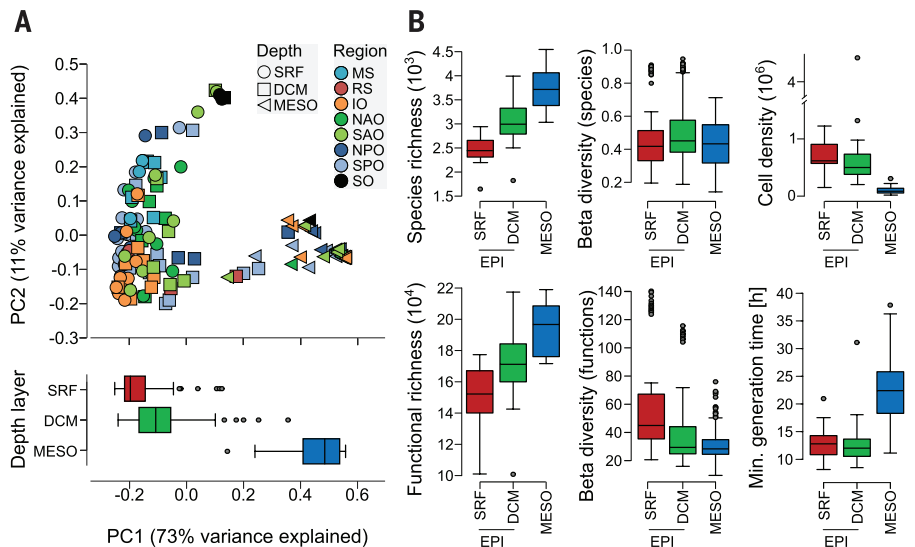 A
Depth
SRF
DCM
MESO
Region
MS
RS
IO
NAO
SAO
NPO
SPO
SO
PC2 (11% variance explained)
0.5
0.4
0.3
0.2
0.1
0.0
-0.1
-0.2
-0.3
Depth layer
SRF
DCM
MESO
-0.2
0.0
0.2
0.4
0.6
PC1 (73% variance explained)
B
Species richness (10³)
4.5
4.0
3.5
3.0
2.5
2.0
1.5
SRF
DCM
MESO
EPI
Beta diversity (species)
1.0
0.8
0.6
0.4
0.2
SRF
DCM
MESO
EPI
Cell density (10⁶)
4
1
0
SRF
DCM
MESO
EPI
Functional richness (10⁴)
22
20
18
16
14
12
10
SRF
DCM
MESO
EPI
Beta diversity (functions)
140
120
100
80
60
40
20
SRF
DCM
MESO
EPI
Min. generation time [h]
40
35
30
25
20
15
10
SRF
DCM
MESO
EPI